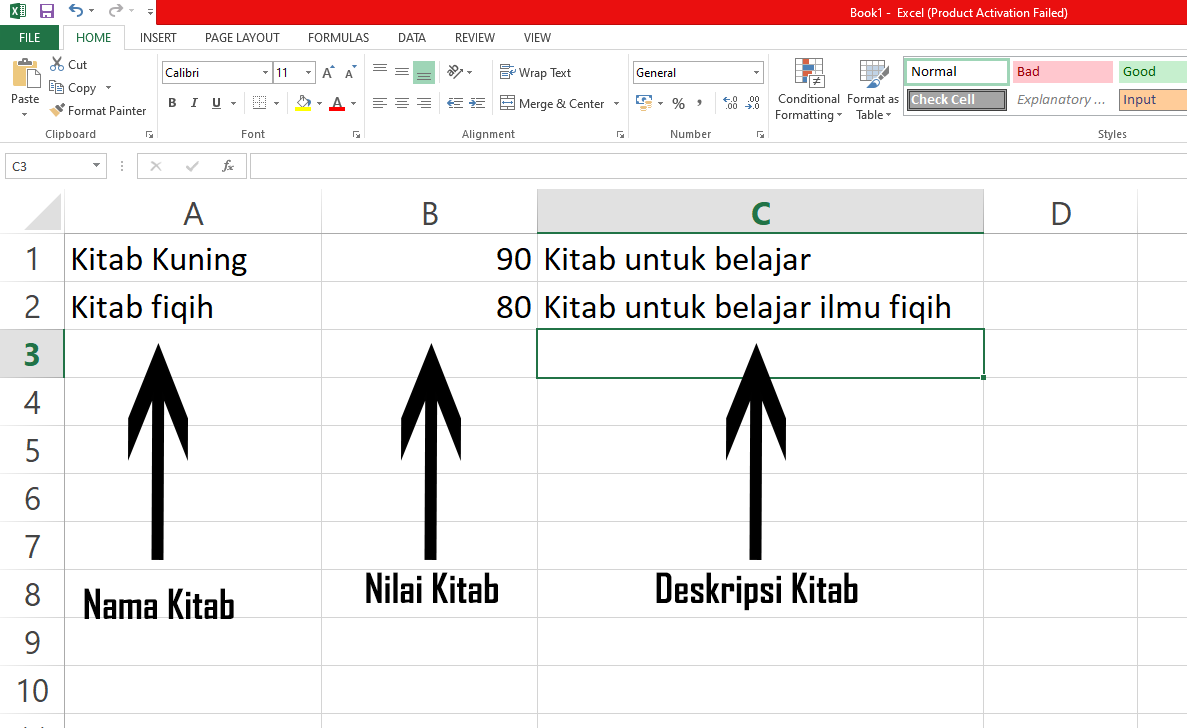 Book1 - Excel (Product Activation Failed)
FILE HOME INSERT PAGE LAYOUT FORMULAS DATA REVIEW VIEW
Paste
Cut
Copy
Format Painter
Clipboard
Calibri 11
B I U A
Font
Wrap Text
Merge & Center
Alignment
General
%
Number
Conditional Formatting
Format as Table
Normal Bad Good
Check Cell Explanatory ... Input
Styles
C3 fx
A B C D
1 Kitab Kuning 90 Kitab untuk belajar
2 Kitab fiqih 80 Kitab untuk belajar ilmu fiqih
3
4
5
6
7
8
Nama Kitab Nilai Kitab Deskripsi Kitab
9
10